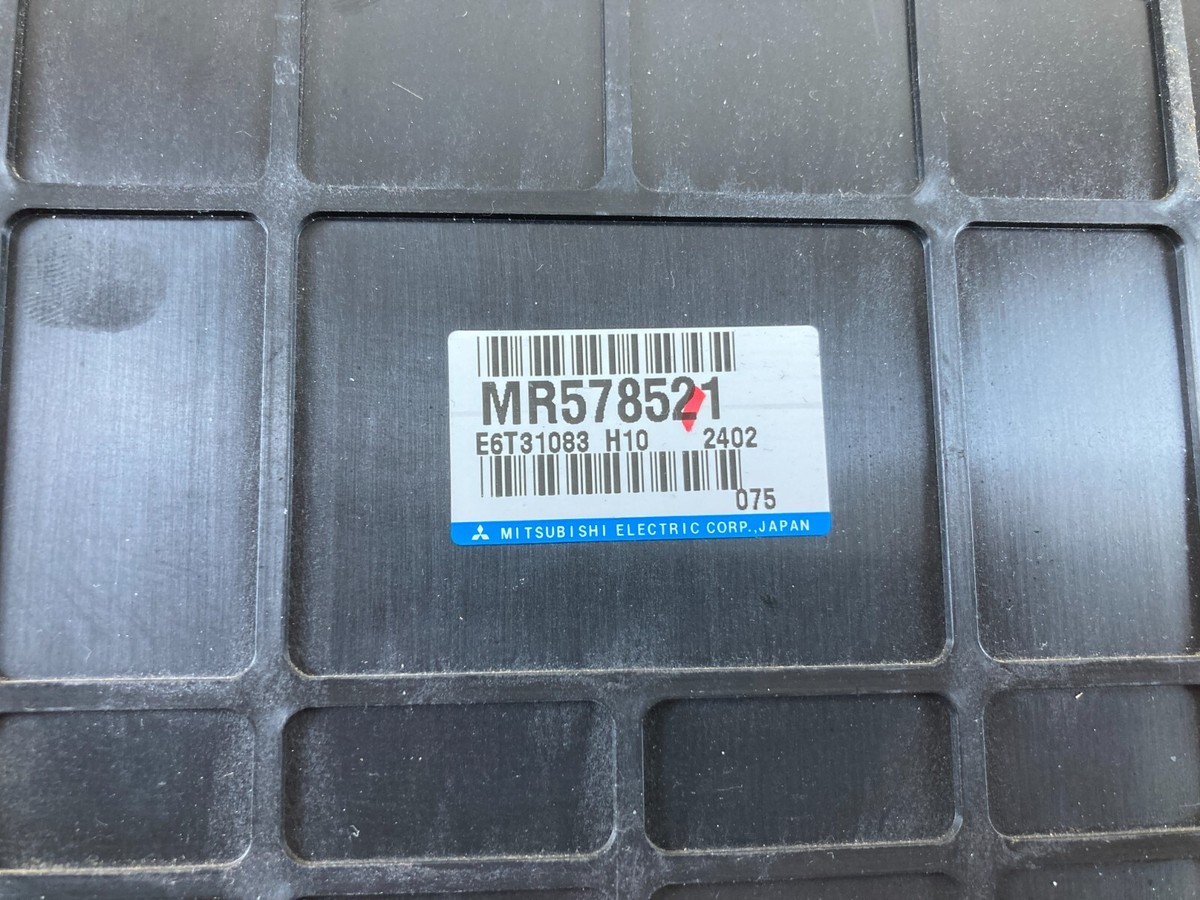 MR578521
E6T31083 H10 2402
075
MITSUBISHI ELECTRIC CORP.,JAPAN